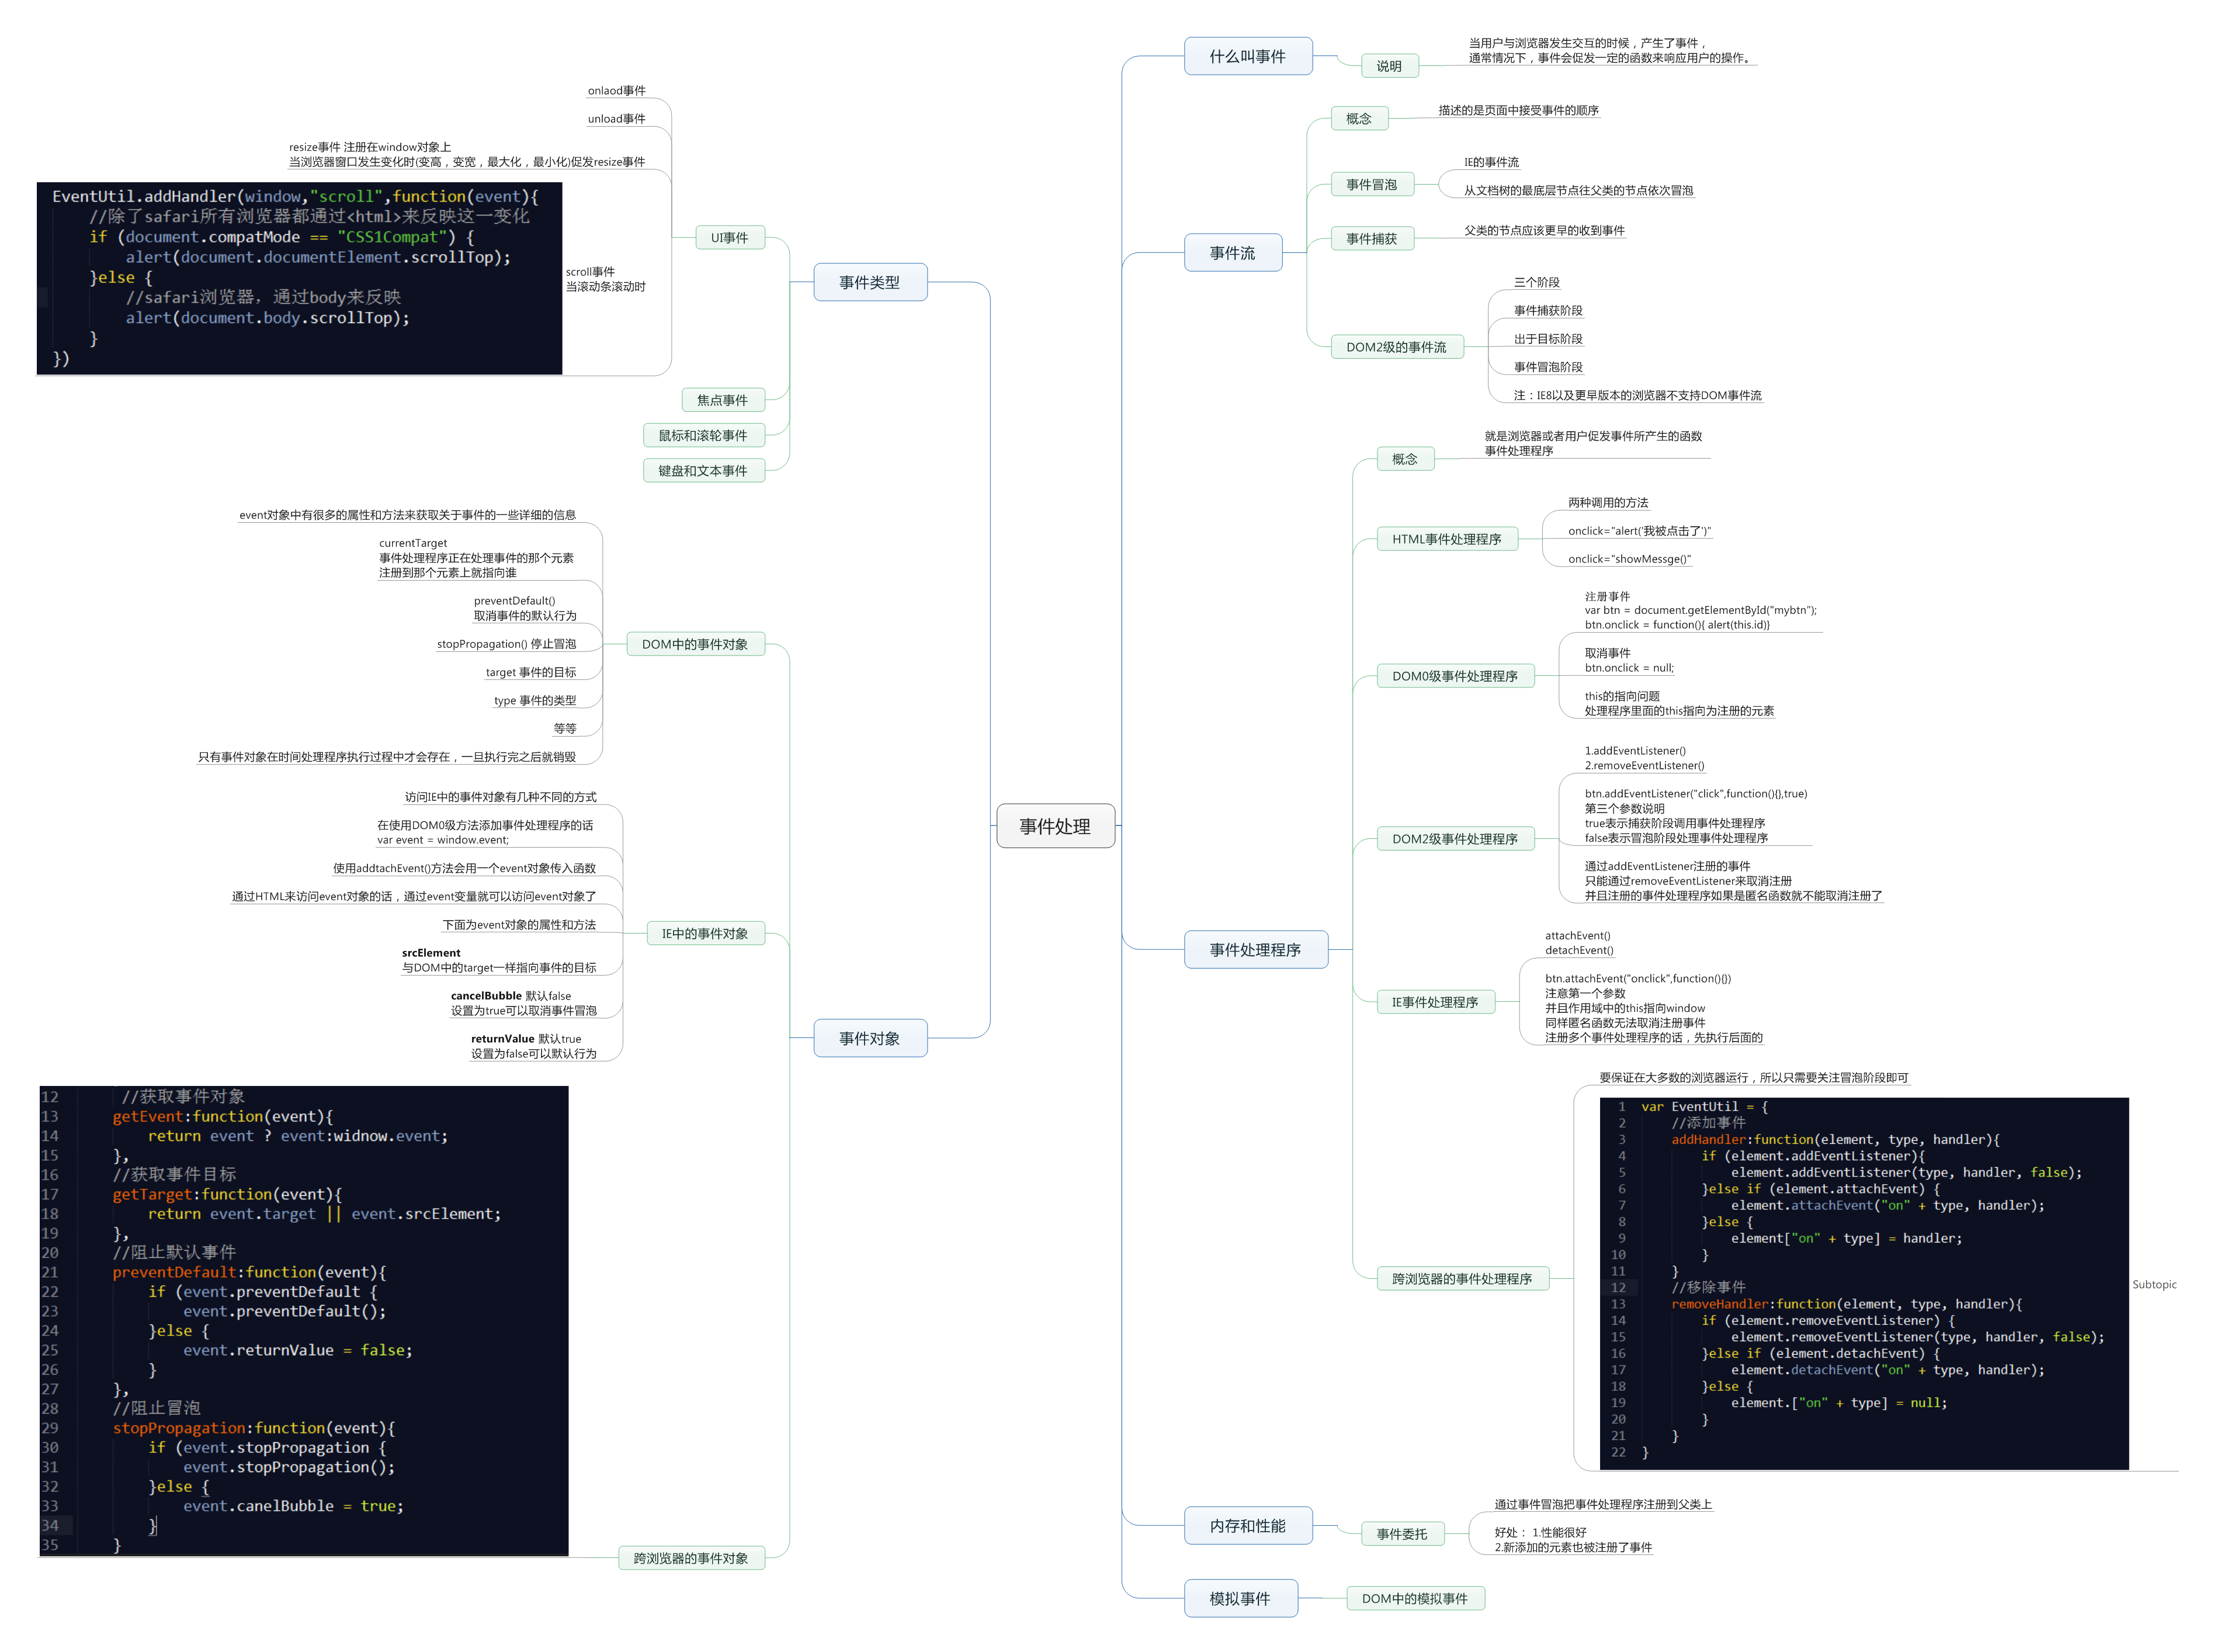 事件处理
什么叫事件
说明
当用户与浏览器发生交互的时候，产生了事件，
通常情况下，事件会促发一定的函数来响应用户的操作。
事件流
概念
描述的是页面中接受事件的顺序
事件冒泡
IE的事件流
从文档树的最底层节点往父类的节点依次冒泡
事件捕获
父类的节点应该更早的收到事件
DOM2级的事件流
三个阶段
事件捕获阶段
出于目标阶段
事件冒泡阶段
注：IE8以及更早版本的浏览器不支持DOM事件流
事件处理程序
概念
就是浏览器或者用户促发事件所产生的函数
事件处理程序
HTML事件处理程序
两种调用的方法
onclick="alert('我被点击了')"
onclick="showMessge()"
DOM0级事件处理程序
注册事件
var btn = document.getElementById("mybtn");
btn.onclick = function(){ alert(this.id)}
取消事件
btn.onclick = null;
this的指向问题
处理程序里面的this指向为注册的元素
DOM2级事件处理程序
1.addEventListener()
2.removeEventListener()
btn.addEventListener("click",function(){},true)
第三个参数说明
true表示捕获阶段调用事件处理程序
false表示冒泡阶段处理事件处理程序
通过addEventListener注册的事件
只能通过removeEventListener来取消注册
并且注册的事件处理程序如果是匿名函数就不能取消注册了
IE事件处理程序
attachEvent()
detachEvent()
btn.attachEvent("onclick",function(){})
注意第一个参数
并且作用域中的this指向window
同样匿名函数无法取消注册事件
注册多个事件处理程序的话，先执行后面的
跨浏览器的事件处理程序
要保证在大多数的浏览器运行，所以只需要关注冒泡阶段即可
1 var EventUtil = {
2 //添加事件
3 addHandler:function(element, type, handler){
4 if (element.addEventListener){
5 element.addEventListener(type, handler, false);
6 }else if (element.attachEvent) {
7 element.attachEvent("on" + type, handler);
8 }else {
9 element["on" + type] = handler;
10 }
11 }
12 //移除事件
13 removeHandler:function(element, type, handler){
14 if (element.removeEventListener) {
15 element.removeEventListener(type, handler, false);
16 }else if (element.detachEvent) {
17 element.detachEvent("on" + type, handler);
18 }else {
19 element.["on" + type] = null;
20 }
21 }
22 }
Subtopic
内存和性能
事件委托
通过事件冒泡把事件处理程序注册到父类上
好处： 1.性能很好
2.新添加的元素也被注册了事件
模拟事件
DOM中的模拟事件
事件类型
UI事件
onlaod事件
unload事件
resize事件 注册在window对象上
当浏览器窗口发生变化时(变高，变宽，最大化，最小化)促发resize事件
EventUtil.addHandler(window,"scroll",function(event){
//除了safari所有浏览器都通过<html>来反映这一变化
if (document.compatMode == "CSS1Compat") {
alert(document.documentElement.scrollTop);
}else {
//safari浏览器，通过body来反映
alert(document.body.scrollTop);
}
})
scroll事件
当滚动条滚动时
焦点事件
鼠标和滚轮事件
键盘和文本事件
事件对象
DOM中的事件对象
event对象中有很多的属性和方法来获取关于事件的一些详细的信息
currentTarget
事件处理程序正在处理事件的那个元素
注册到那个元素上就指向谁
preventDefault()
取消事件的默认行为
stopPropagation() 停止冒泡
target 事件的目标
type 事件的类型
等等
只有事件对象在时间处理程序执行过程中才会存在，一旦执行完之后就销毁
IE中的事件对象
访问IE中的事件对象有几种不同的方式
在使用DOM0级方法添加事件处理程序的话
var event = window.event;
使用addtachEvent()方法会用一个event对象传入函数
通过HTML来访问event对象的话，通过event变量就可以访问event对象了
下面为event对象的属性和方法
srcElement
与DOM中的target一样指向事件的目标
cancelBubble 默认false
设置为true可以取消事件冒泡
returnValue 默认true
设置为false可以默认行为
跨浏览器的事件对象
12 //获取事件对象
13 getEvent:function(event){
14 return event ? event:widnow.event;
15 },
16 //获取事件目标
17 getTarget:function(event){
18 return event.target || event.srcElement;
19 },
20 //阻止默认事件
21 preventDefault:function(event){
22 if (event.preventDefault {
23 event.preventDefault();
24 }else {
25 event.returnValue = false;
26 }
27 },
28 //阻止冒泡
29 stopPropagation:function(event){
30 if (event.stopPropagation {
31 event.stopPropagation();
32 }else {
33 event.canelBubble = true;
34 }
35 }